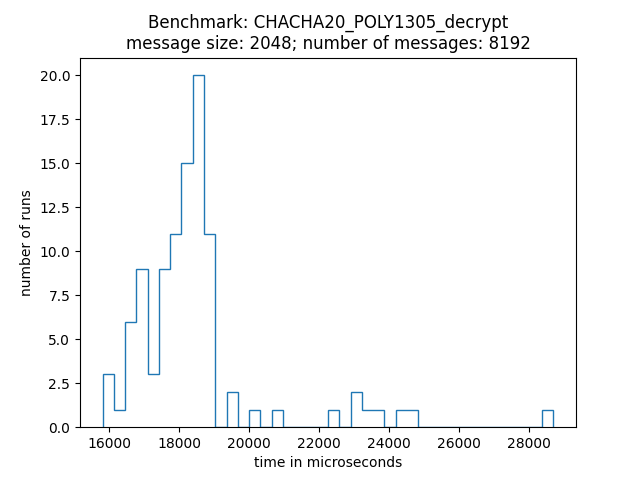 Benchmark: CHACHA20_POLY1305_decrypt
message size: 2048; number of messages: 8192
20.0
17.5
15.0
12.5
10.0
7.5
5.0
2.5
0.0
number of runs
16000 18000 20000 22000 24000 26000 28000
time in microseconds